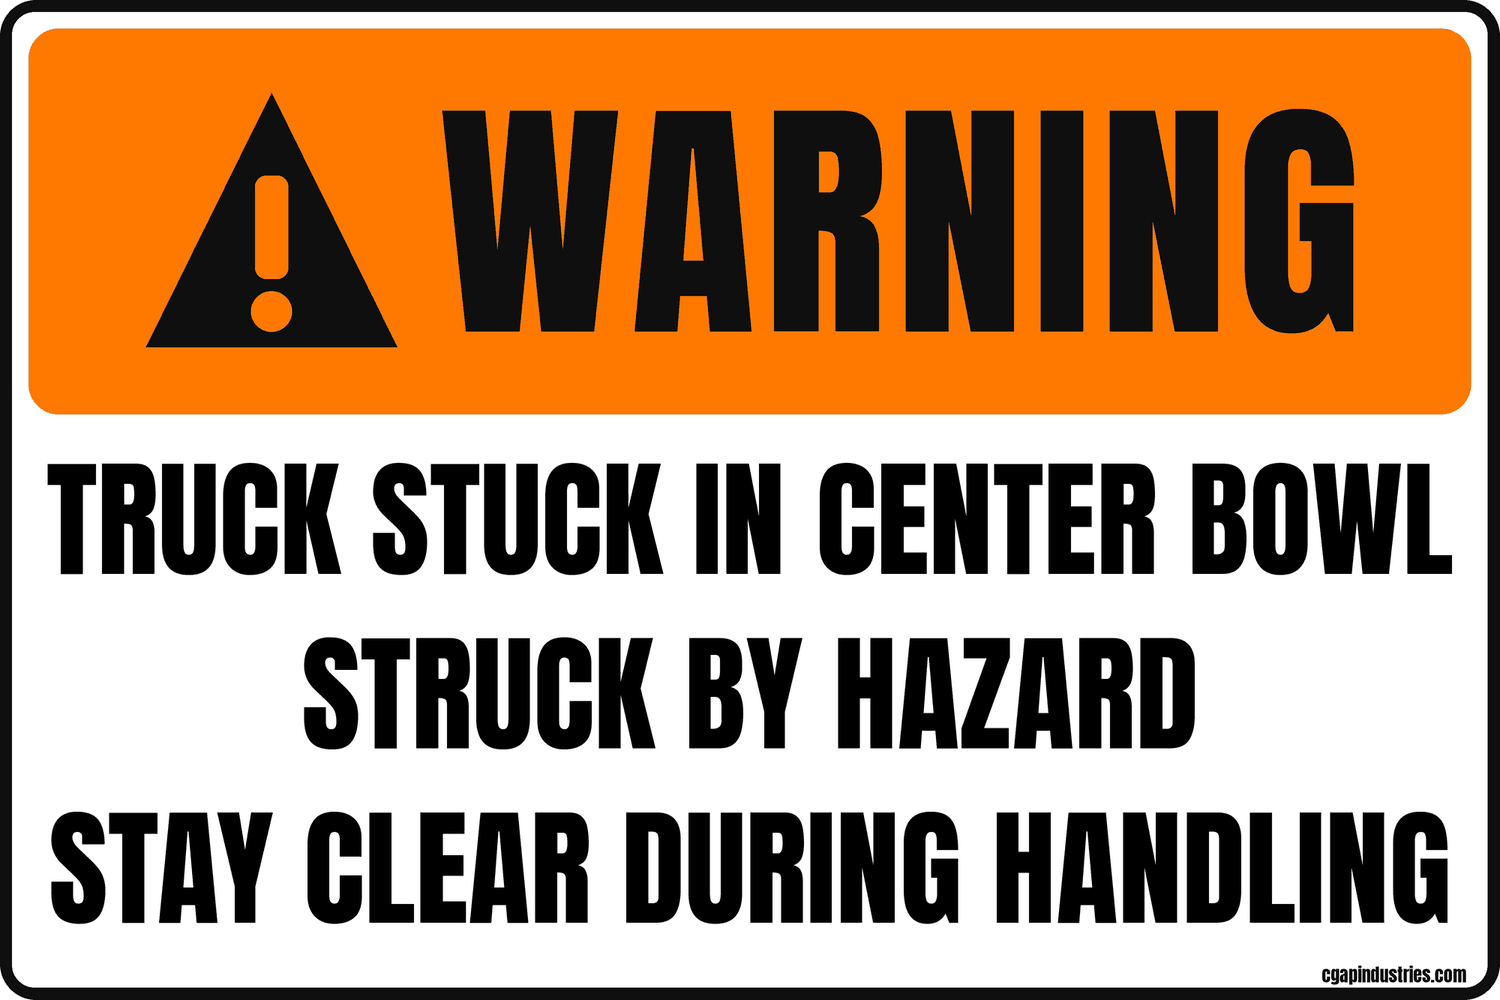 WARNING
TRUCK STUCK IN CENTER BOWL
STRUCK BY HAZARD
STAY CLEAR DURING HANDLING
cgapindustries.com